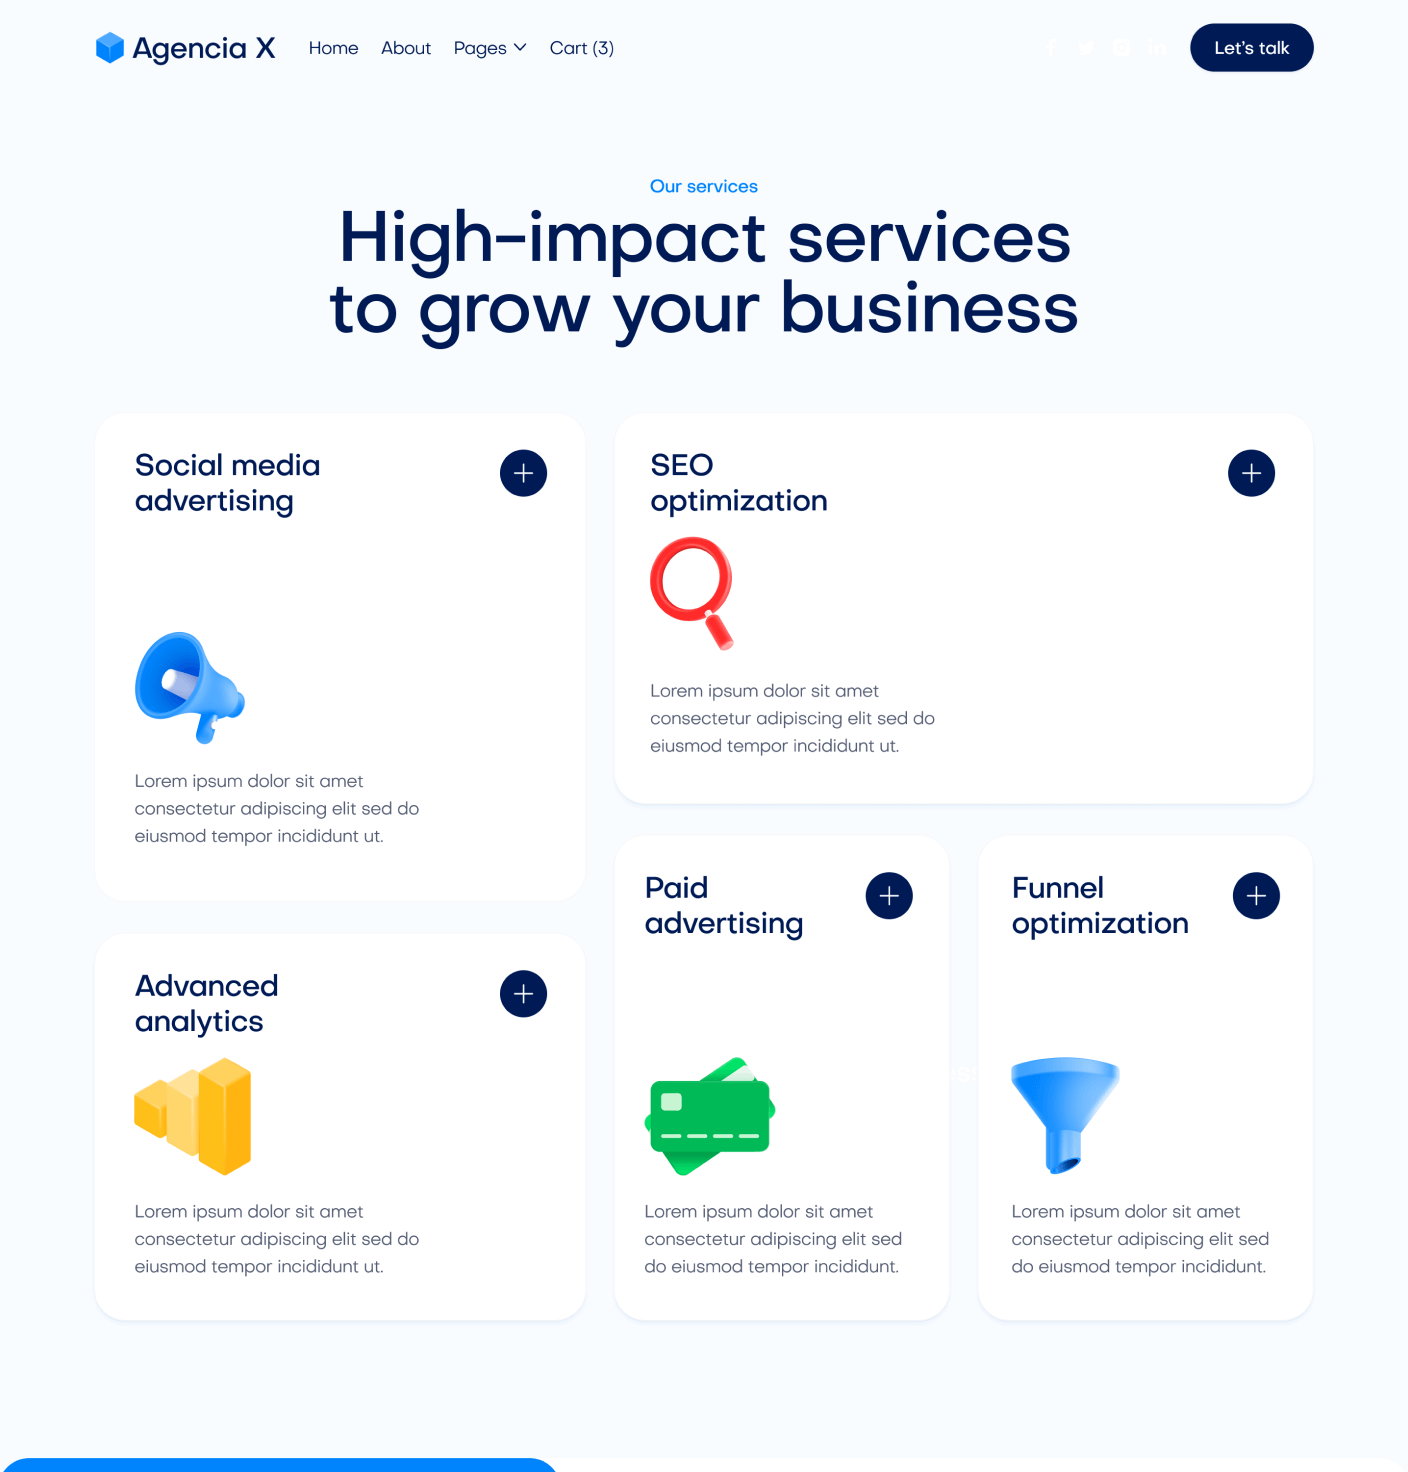 Agencia X
Home
About
Pages
Cart (3)
Let's talk
Our services
High-impact services
to grow your business
Social media
advertising
Lorem ipsum dolor sit amet
consectetur adipiscing elit sed do
eiusmod tempor incididunt ut.
SEO
optimization
Lorem ipsum dolor sit amet
consectetur adipiscing elit sed do
eiusmod tempor incididunt ut.
Advanced
analytics
Lorem ipsum dolor sit amet
consectetur adipiscing elit sed do
eiusmod tempor incididunt ut.
Paid
advertising
Lorem ipsum dolor sit amet
consectetur adipiscing elit sed
do eiusmod tempor incididunt.
Funnel
optimization
Lorem ipsum dolor sit amet
consectetur adipiscing elit sed
do eiusmod tempor incididunt.